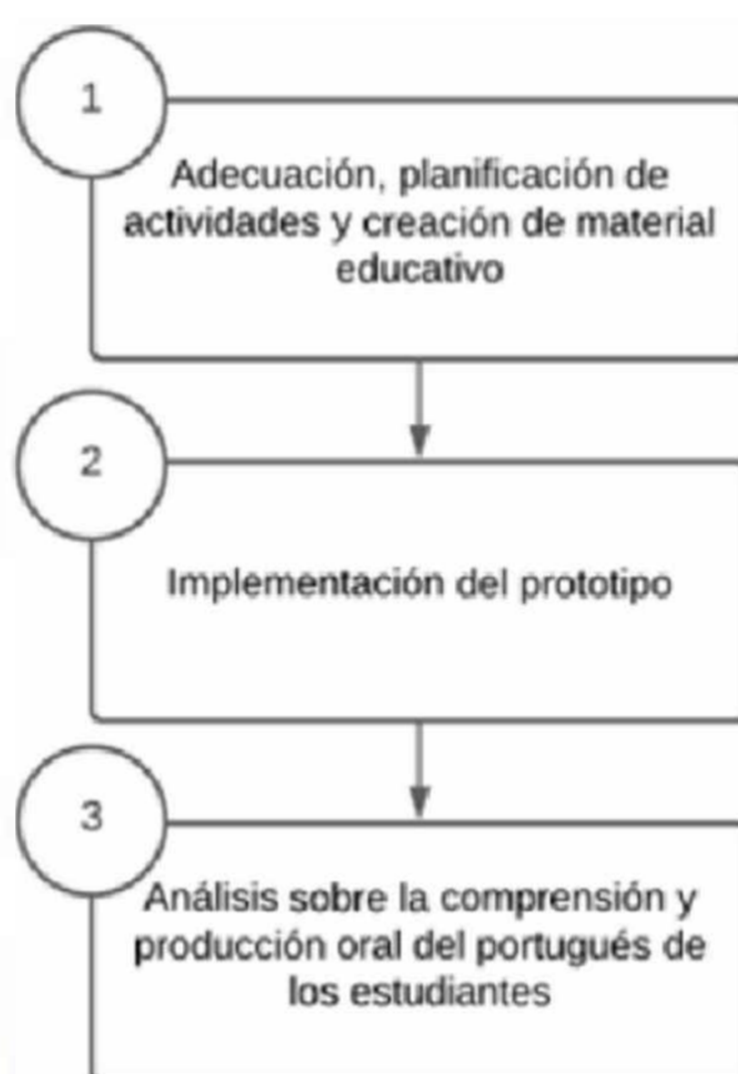 1
Adecuación, planificación de
actividades y creación de material
educativo
2
Implementación del prototipo
3
Análisis sobre la comprensión y
producción oral del portugués de
los estudiantes